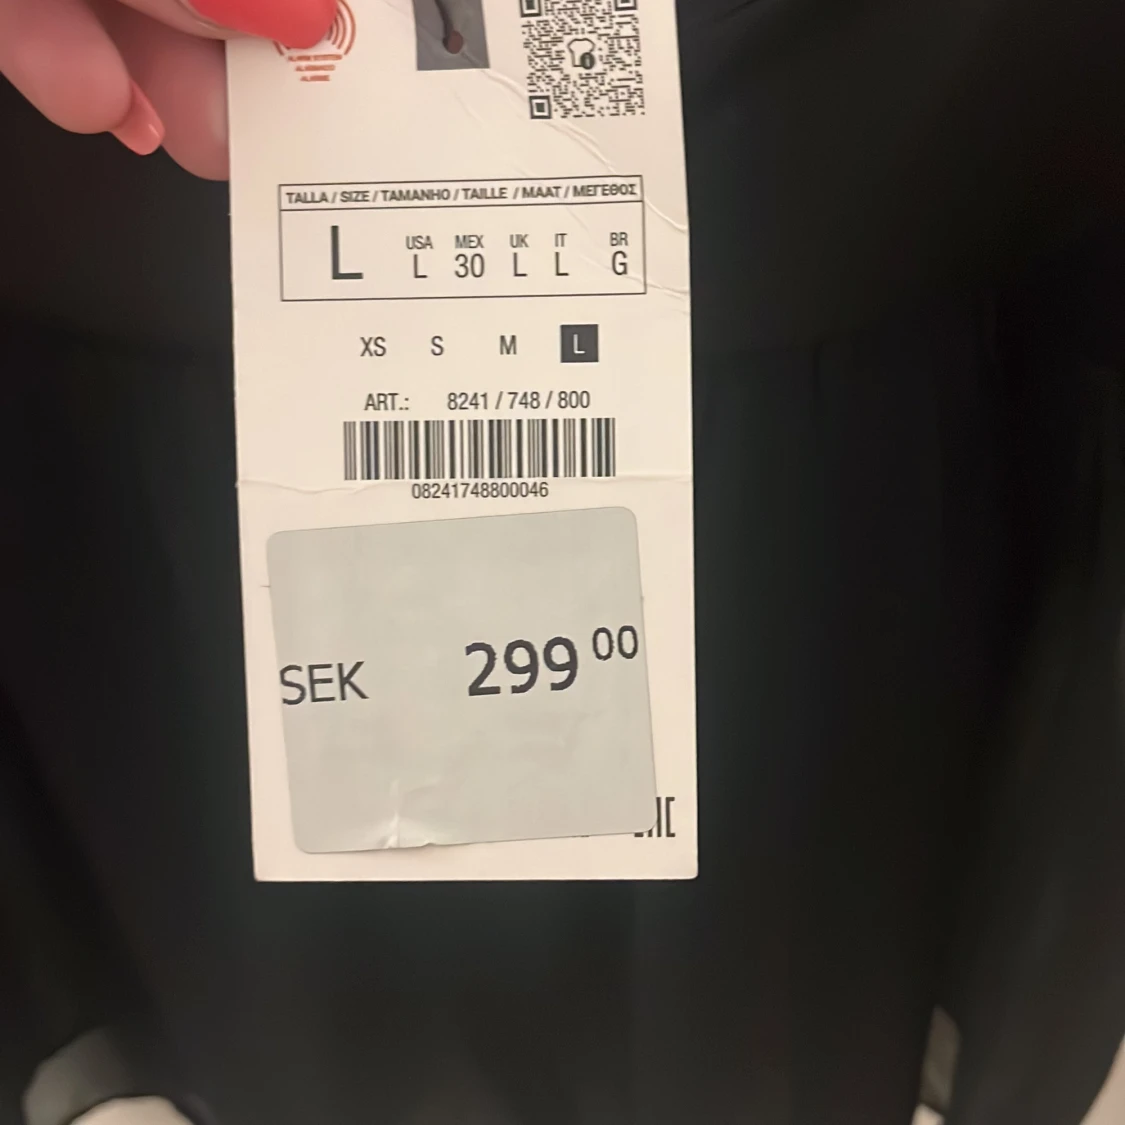 TALLA / SIZE / TAMANHO / TAILLE / MAAT / ΜΕΓΕΘΟΣ
L
USA MEX UK IT BR
L 30 L L G
XS S M L
ART.: 8241 / 748 / 800
08241748800046
SEK 299 00